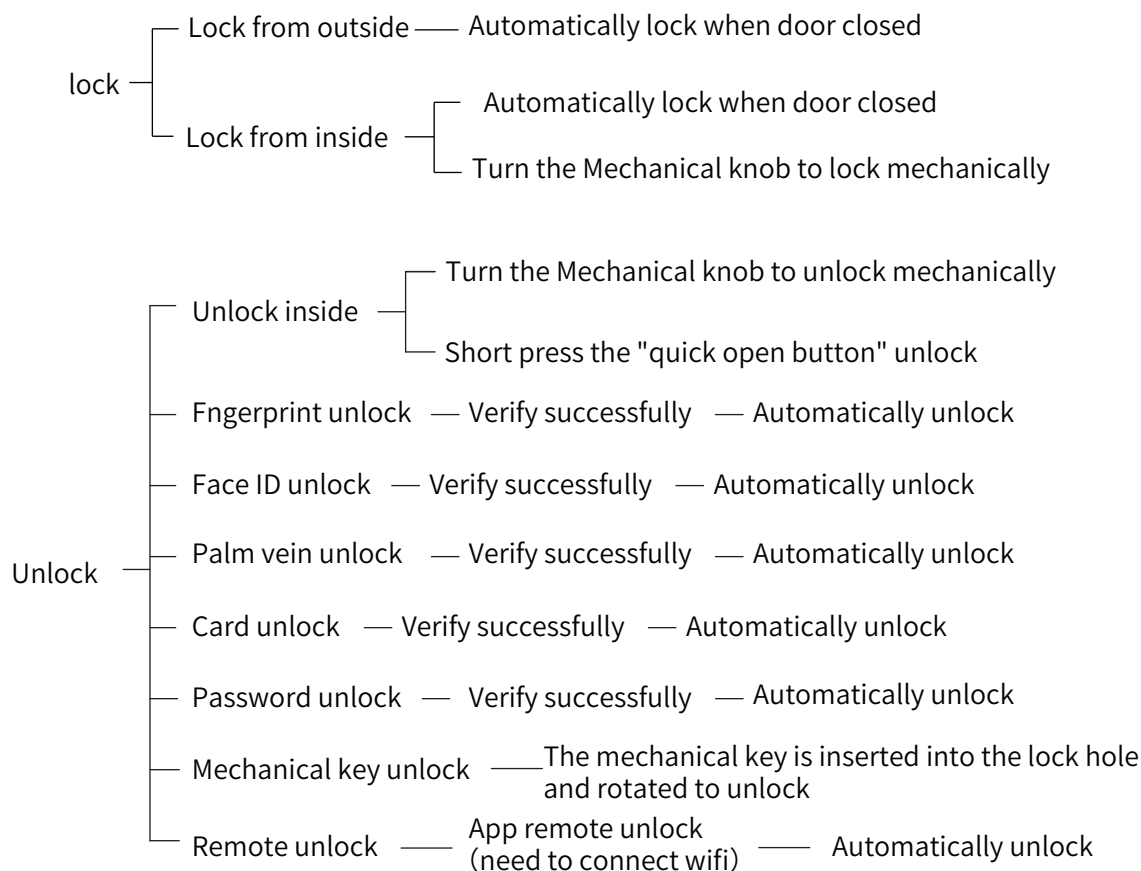 Lock from outside Automatically lock when door closed
lock
Automatically lock when door closed
Lock from inside
Turn the Mechanical knob to lock mechanically
Turn the Mechanical knob to unlock mechanically
Unlock inside
Short press the "quick open button" unlock
Fngerprint unlock Verify successfully Automatically unlock
Face ID unlock Verify successfully Automatically unlock
Palm vein unlock Verify successfully Automatically unlock
Unlock
Card unlock Verify successfully Automatically unlock
Password unlock Verify successfully Automatically unlock
Mechanical key unlock The mechanical key is inserted into the lock hole
and rotated to unlock
Remote unlock App remote unlock Automatically unlock
（need to connect wifi）